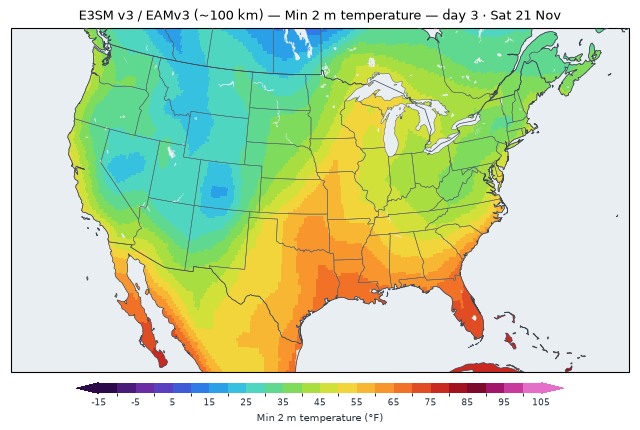 E3SM v3 / EAMv3 (~100 km) — Min 2 m temperature — day 3 · Sat 21 Nov
-15 -5 5 15 25 35 45 55 65 75 85 95 105
Min 2 m temperature (°F)